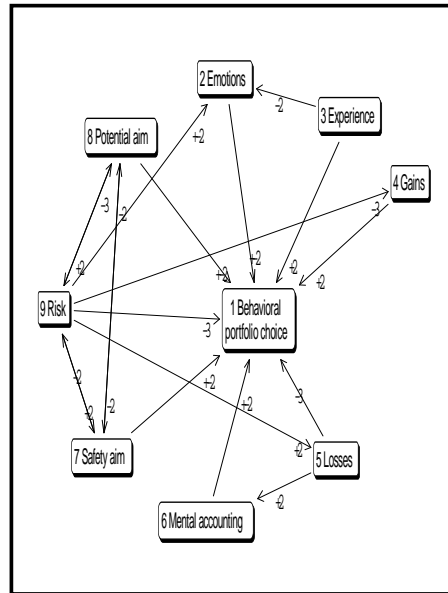 2 Emotions
3 Experience
-2
8 Potential aim
+2
4 Gains
-3
-2
-3
+2
+2
+2
+2
+2
9 Risk
1 Behavioral
portfolio choice
-3
-2
+2
+2
-2
-2
-3
7 Safety aim
+2
5 Losses
+2
6 Mental accounting